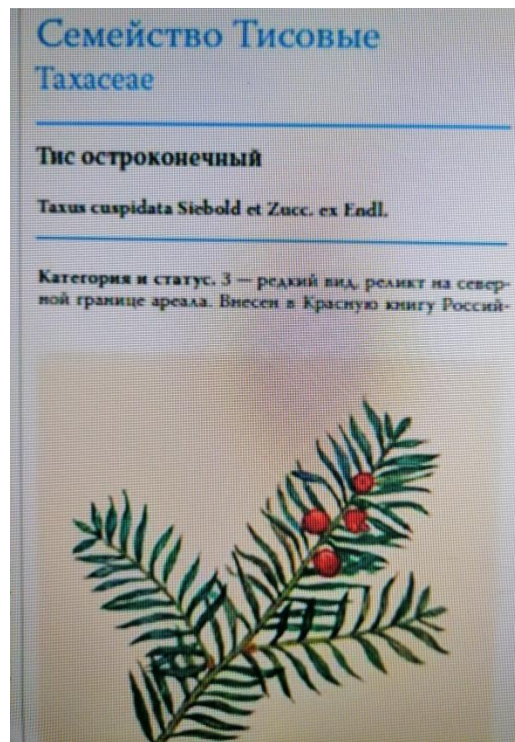 Семейство Тисовые
Taxaceae
Тис остроконечный
Taxus cuspidata Siebold et Zucc. ex Endl.
Категория и статус. 3 — редкий вид, реликт на север-
ной границе ареала. Внесен в Красную книгу Россий-